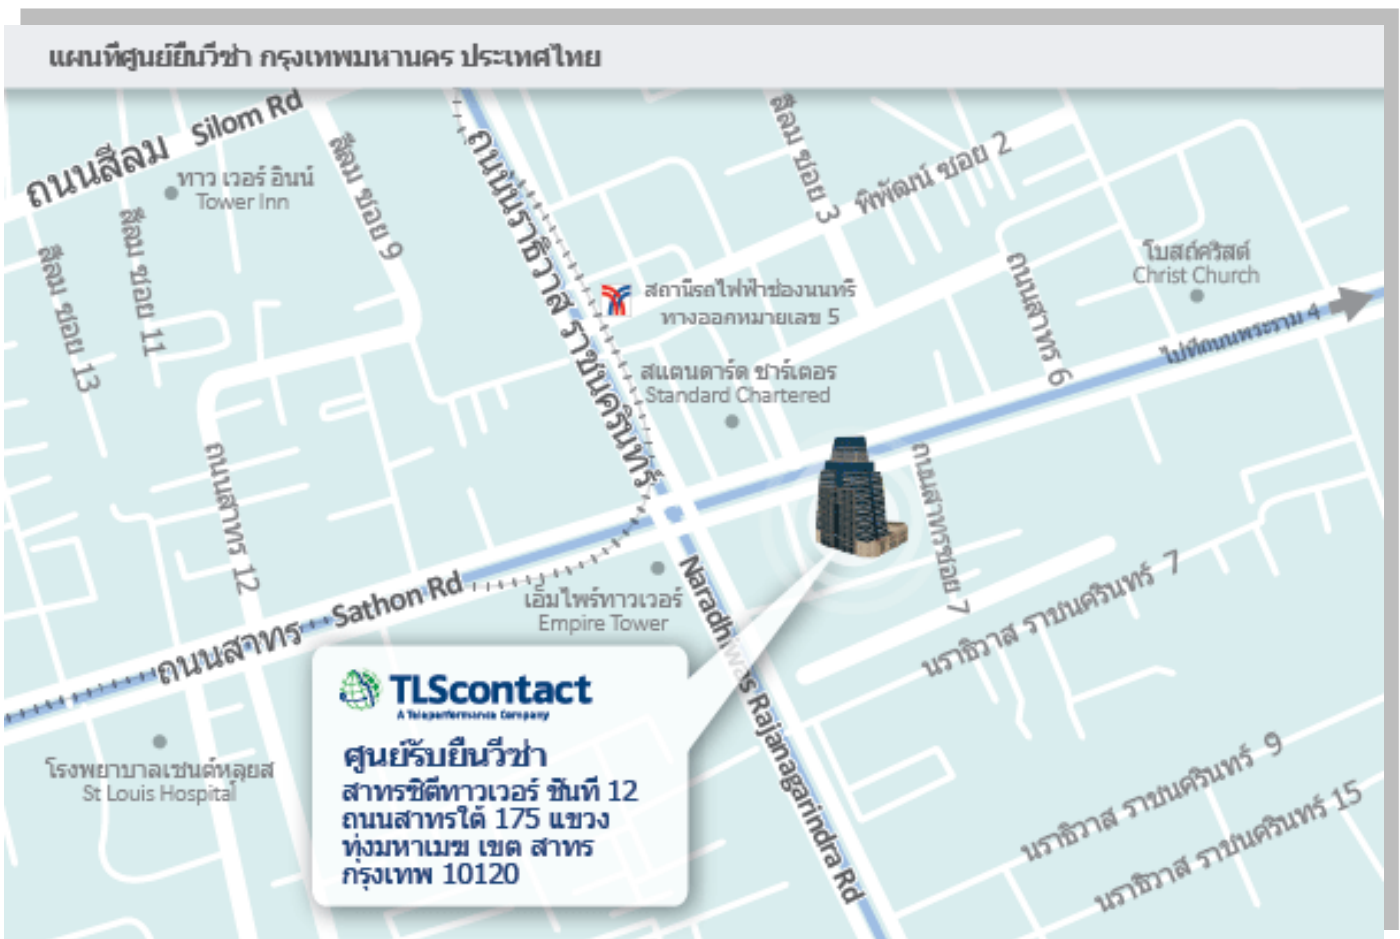 แผนที่ศูนย์ยื่นวีซ่า กรุงเทพมหานคร ประเทศไทย
ถนนสีลม Silom Rd
ทาว เวอร์ อินน์
Tower Inn
สีลม ซอย 9
สีลม ซอย 11
สีลม ซอย 13
ถนนนราธิวาส ราชนครินทร์
สีลม ซอย 3
พิพัฒน์ ซอย 2
โบสถ์คริสต์
Christ Church
ถนนสาทร 6
สถานีรถไฟฟ้าช่องนนทรี
ทางออกหมายเลข 5
ไปที่ถนนพระราม 4
สแตนดาร์ด ชาร์เตอร์
Standard Chartered
ถนนสาทร 12
ถนนสาทรซอย 7
เอ็มไพร์ทาวเวอร์
Empire Tower
ถนนสาทร Sathon Rd
Naradhiwas Rajanagarindra Rd
นราธิวาส ราชนครินทร์ 7
โรงพยาบาลเซนต์หลุยส
St Louis Hospital
TLScontact
A Teleperformance Company
ศูนย์รับยื่นวีซ่า
สาทรซิตี้ทาวเวอร์ ชั้นที่ 12
ถนนสาทรใต้ 175 แขวง
ทุ่งมหาเมฆ เขต สาทร
กรุงเทพ 10120
นราธิวาส ราชนครินทร์ 9
นราธิวาส ราชนครินทร์ 15